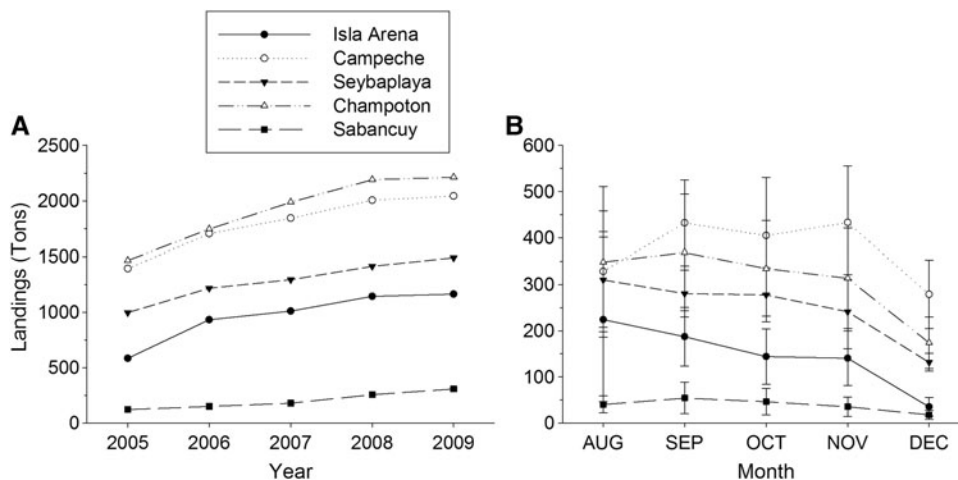 Isla Arena
Campeche
Seybaplaya
Champoton
Sabancuy
A
B
Landings (Tons)
2500
2000
1500
1000
500
0
2005 2006 2007 2008 2009
Year
600
500
400
300
200
100
0
AUG SEP OCT NOV DEC
Month